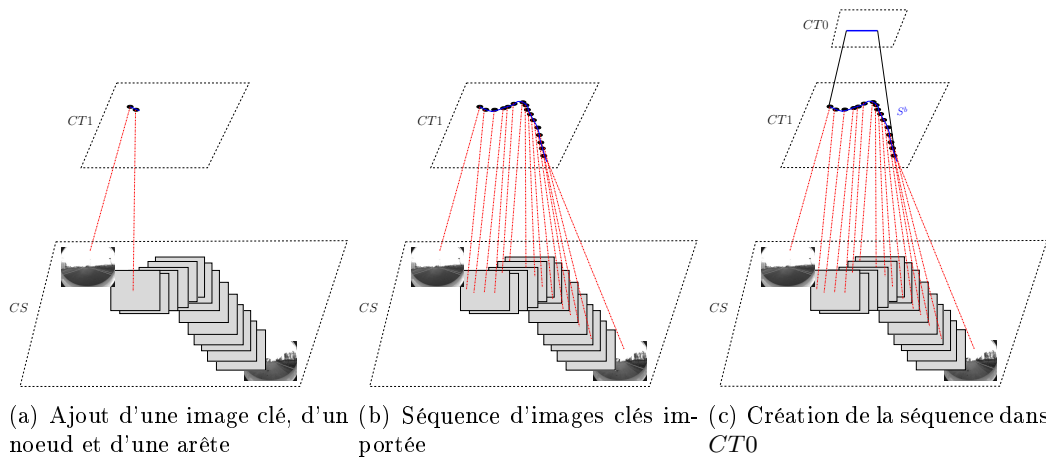 CT0
CT1
CT1
CT1
S^b
CS
CS
CS
(a) Ajout d'une image clé, d'un
noeud et d'une arête
(b) Séquence d'images clés im-
portée
(c) Création de la séquence dans
CT0